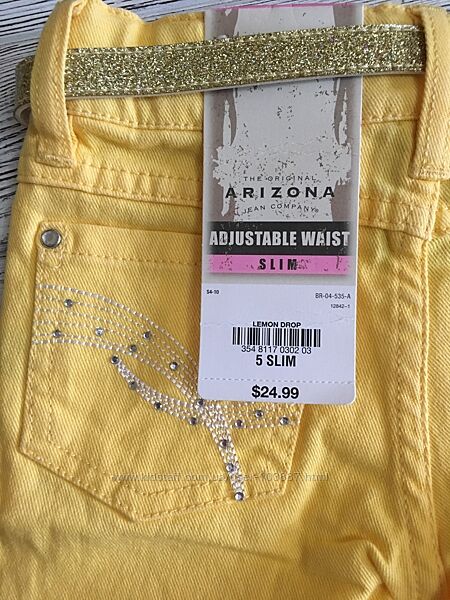 THE ORIGINAL
ARIZONA
JEAN COMPANY
ADJUSTABLE WAIST
SLIM
S4-10 BR-04-535-A
12842-1
LEMON DROP
354 8117 0302 03
5 SLIM
$24.99